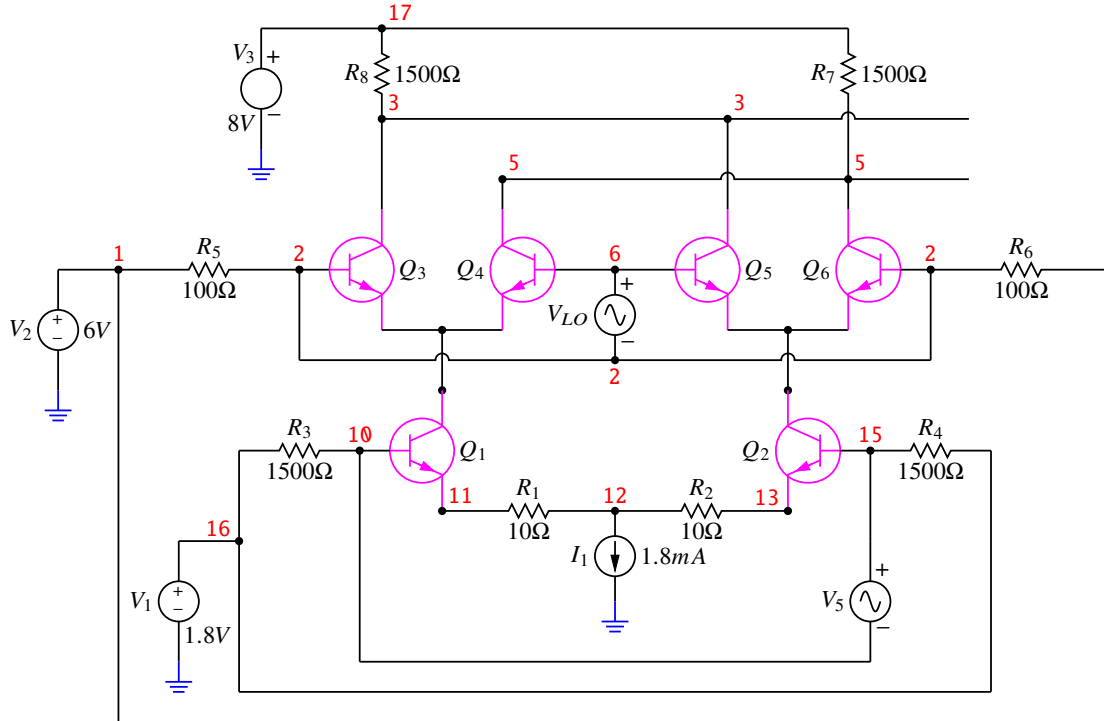 17
V3 +
R8 1500Ω R7 1500Ω
8V −
3 3
5 5
1 R5 2 Q3 Q4 6 Q5 Q6 2 R6
100Ω + 100Ω
V2 + − 6V VLO −
2
R3 10 Q1 Q2 15 R4
1500Ω 1500Ω
11 R1 12 R2 13
10Ω 10Ω
16
I1 1.8mA
V1 + − 1.8V V5 + −